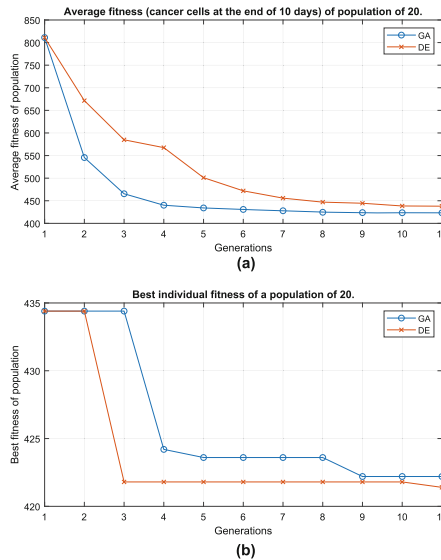 Average fitness (cancer cells at the end of 10 days) of population of 20.
850
800
750
700
650
600
550
500
450
400
Average fitness of population
GA
DE
1 2 3 4 5 6 7 8 9 10 1
Generations
(a)
Best individual fitness of a population of 20.
435
430
425
420
Best fitness of population
GA
DE
1 2 3 4 5 6 7 8 9 10 1
Generations
(b)